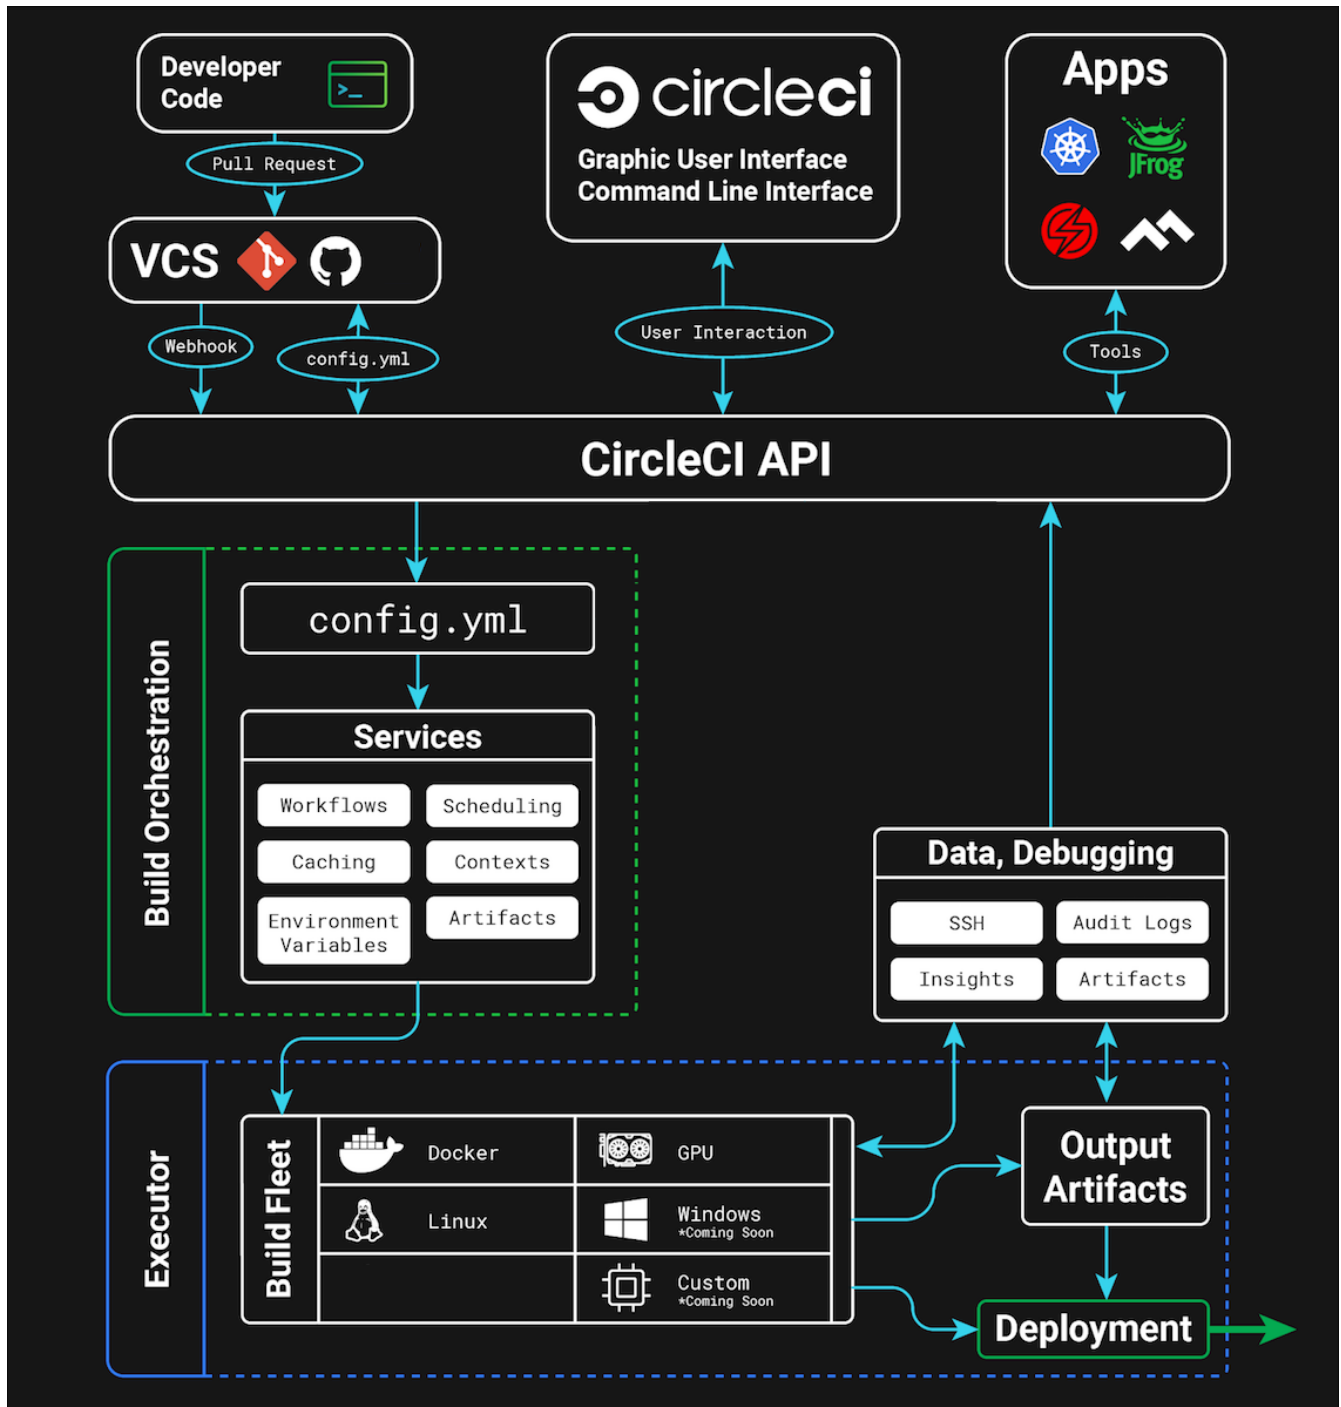 Developer
Code
>_
Pull Request
VCS
Webhook
config.yml
circleci
Graphic User Interface
Command Line Interface
User Interaction
Apps
JFrog
Tools
CircleCI API
Build Orchestration
config.yml
Services
Workflows
Scheduling
Caching
Contexts
Environment
Variables
Artifacts
Data, Debugging
SSH
Audit Logs
Insights
Artifacts
Executor
Build Fleet
Docker
GPU
Linux
Windows
*Coming Soon
Custom
*Coming Soon
Output
Artifacts
Deployment